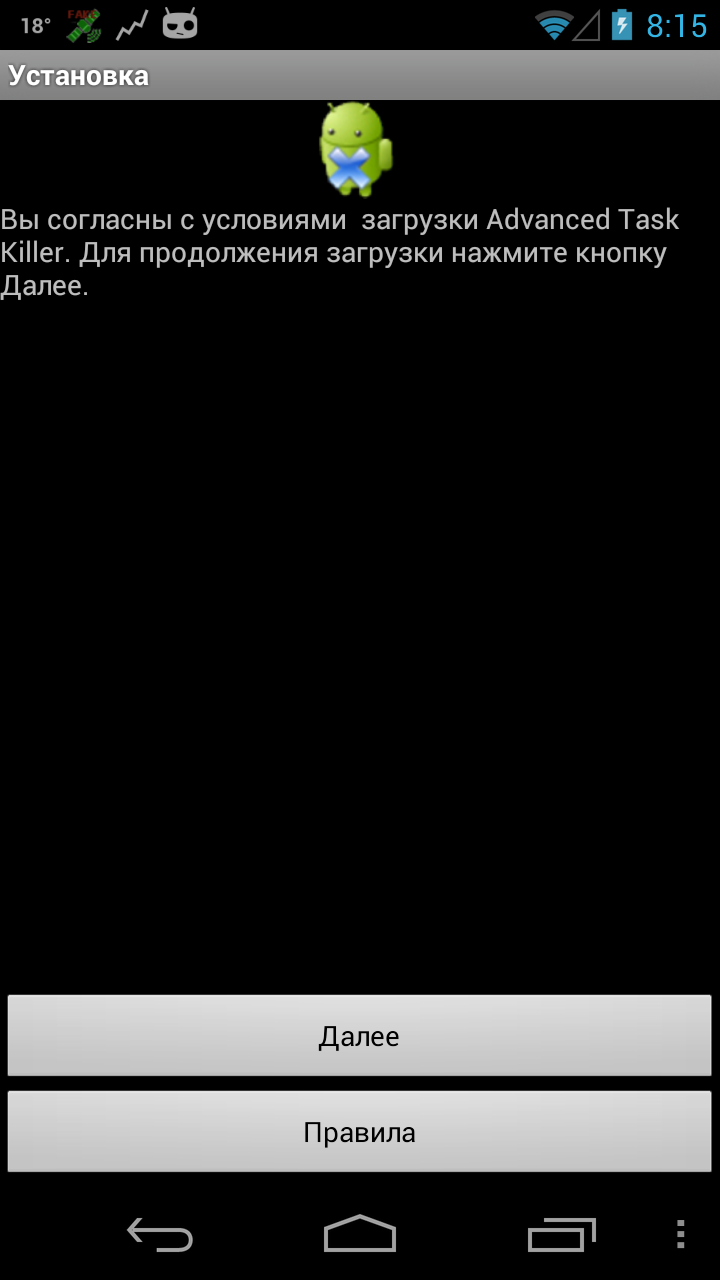 18°
FAKE
8:15
Установка
Вы согласны с условиями  загрузки Advanced Task
Killer. Для продолжения загрузки нажмите кнопку
Далее.
Далее
Правила